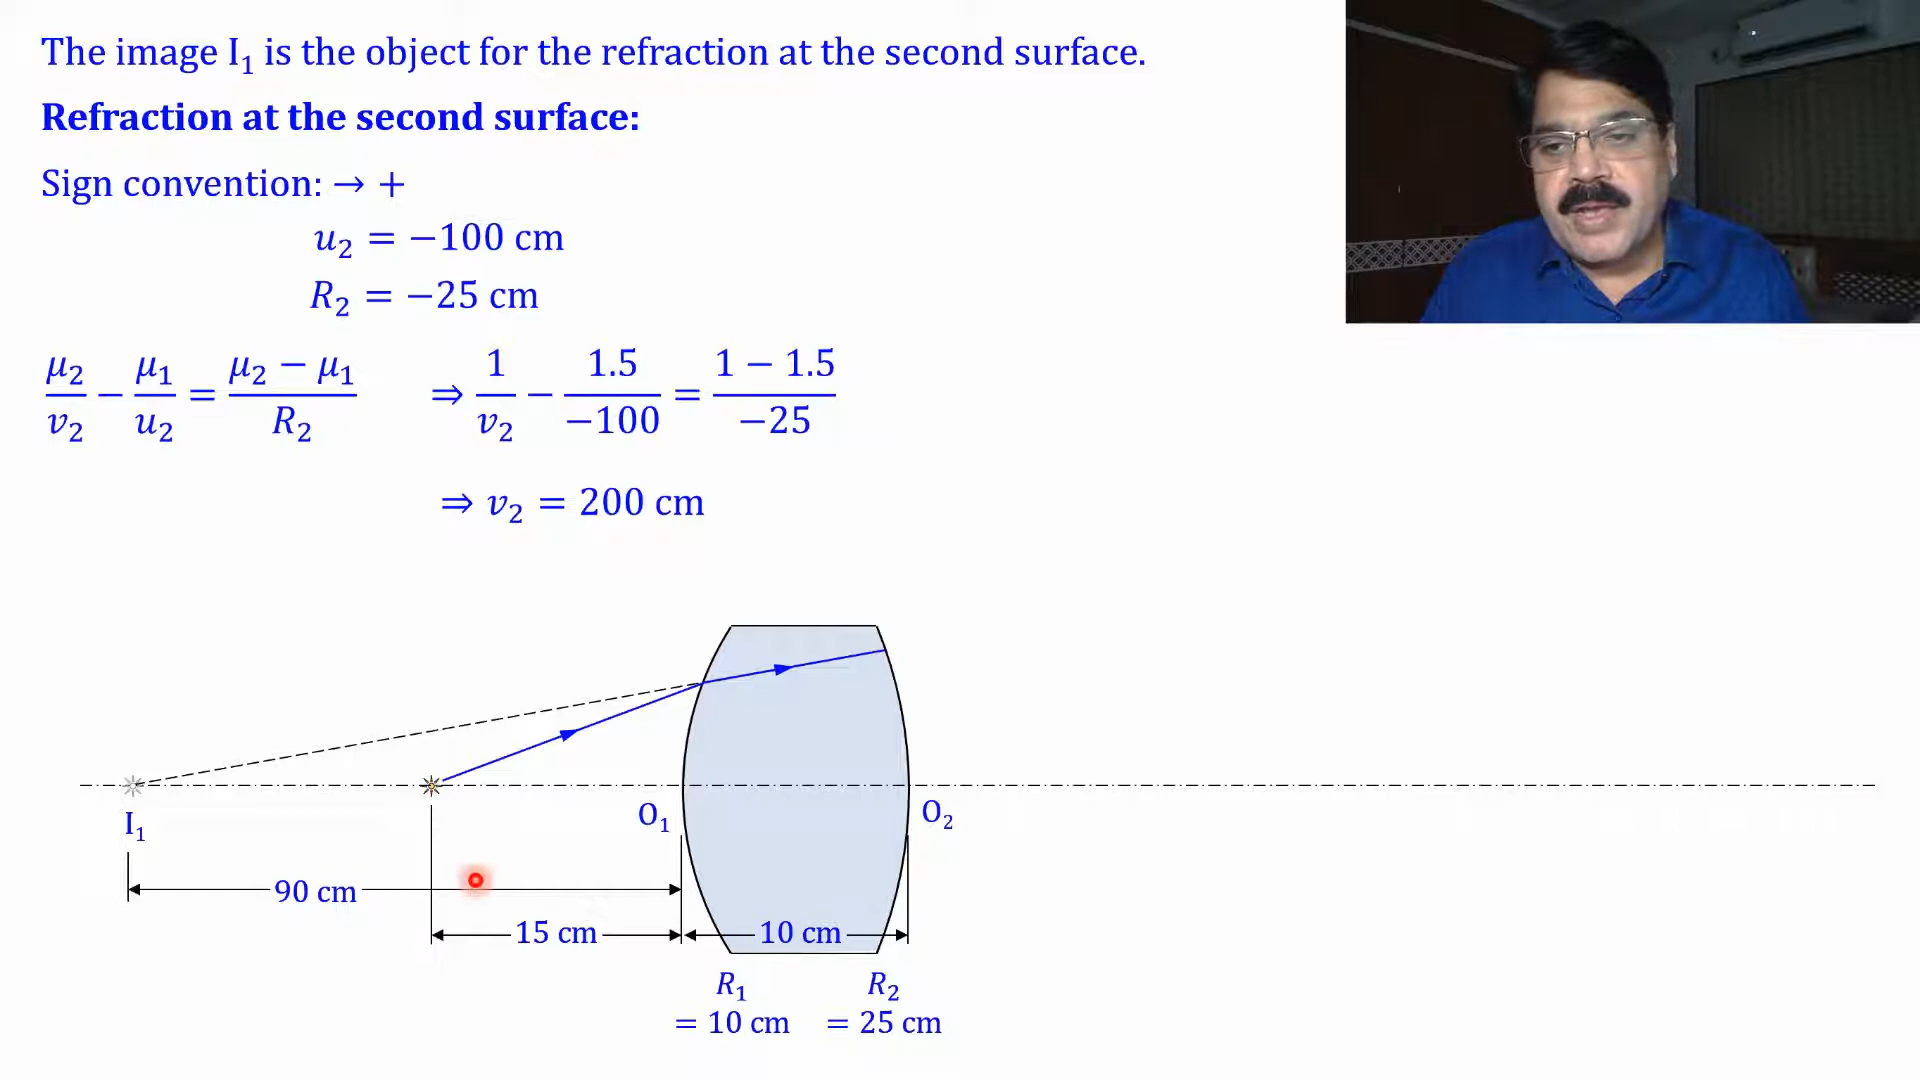 The image I₁ is the object for the refraction at the second surface.
Refraction at the second surface:
Sign convention: → +
u₂ = −100 cm
R₂ = −25 cm
μ₂/v₂ − μ₁/u₂ = (μ₂ − μ₁)/R₂ ⇒ 1/v₂ − 1.5/−100 = (1 − 1.5)/−25
⇒ v₂ = 200 cm
I₁ O₁ O₂
90 cm
15 cm 10 cm
R₁ R₂
= 10 cm = 25 cm